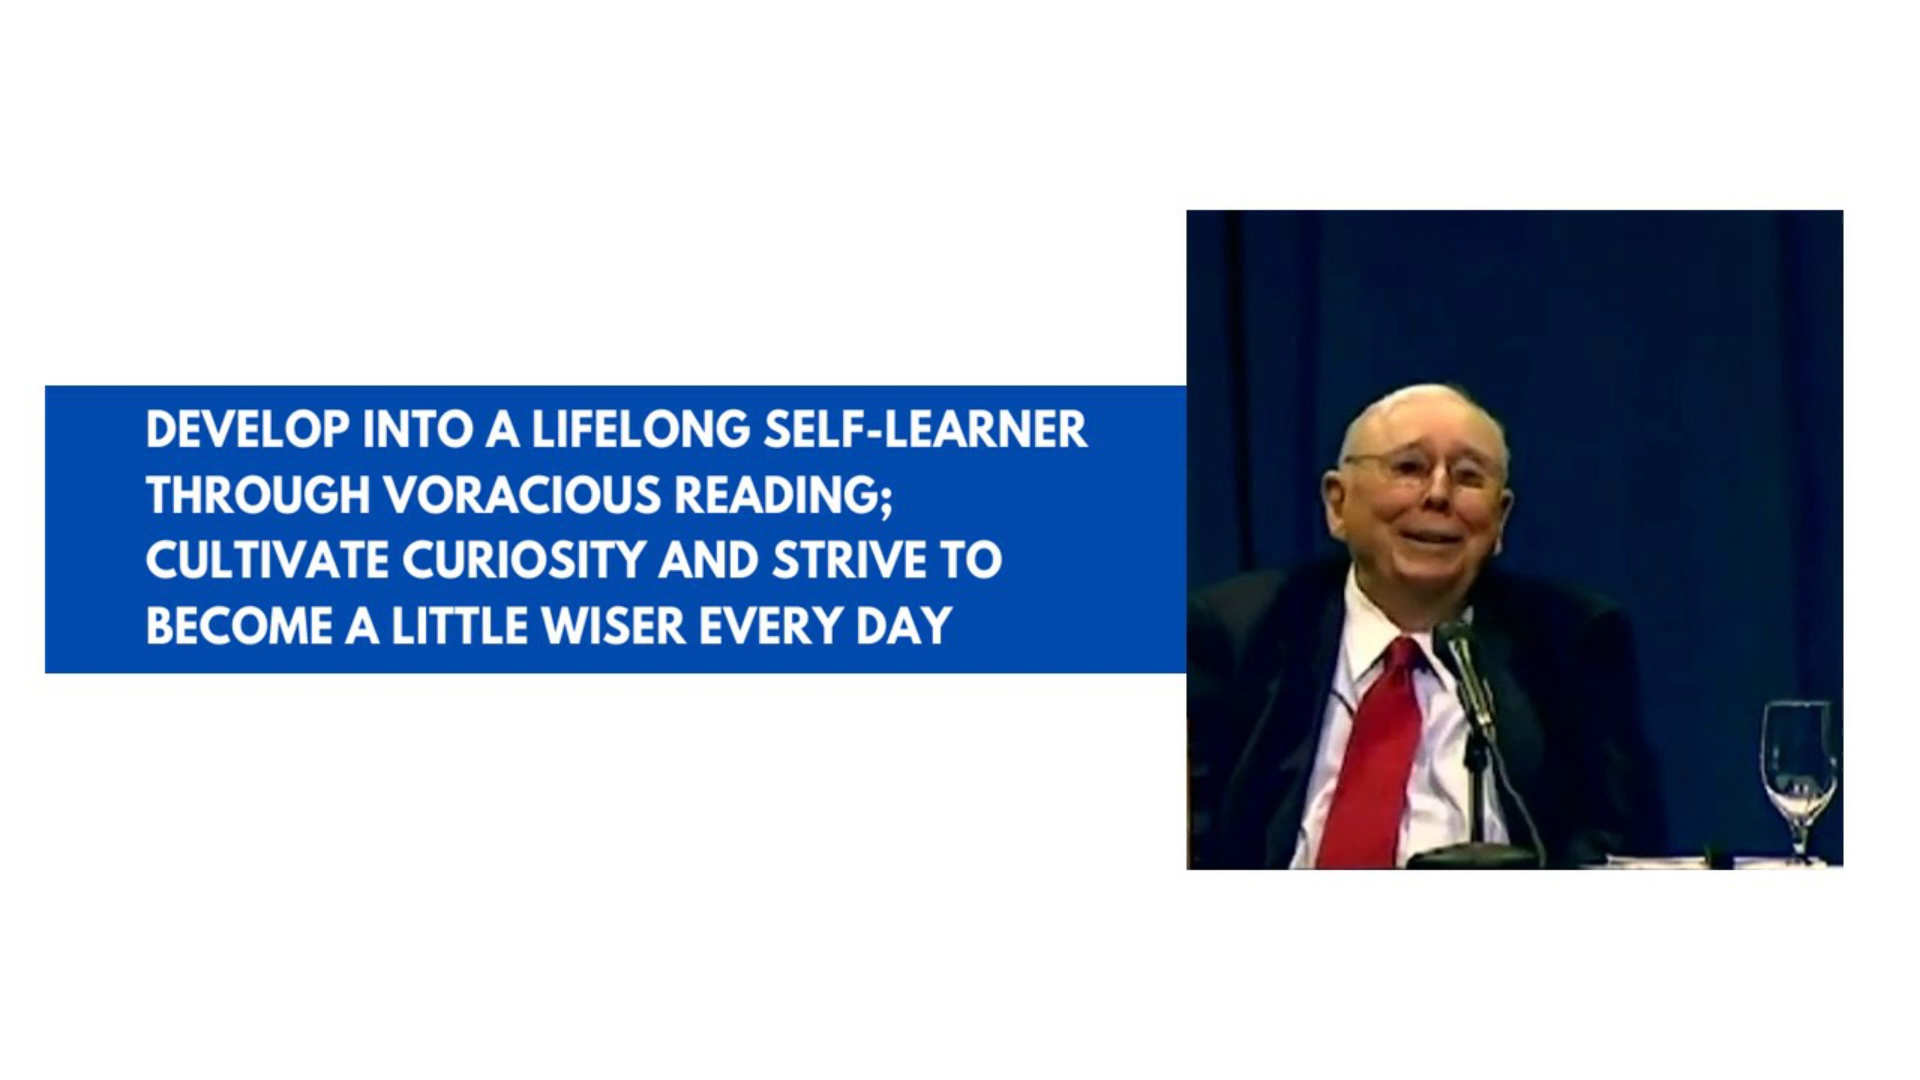 DEVELOP INTO A LIFELONG SELF-LEARNER
THROUGH VORACIOUS READING;
CULTIVATE CURIOSITY AND STRIVE TO
BECOME A LITTLE WISER EVERY DAY